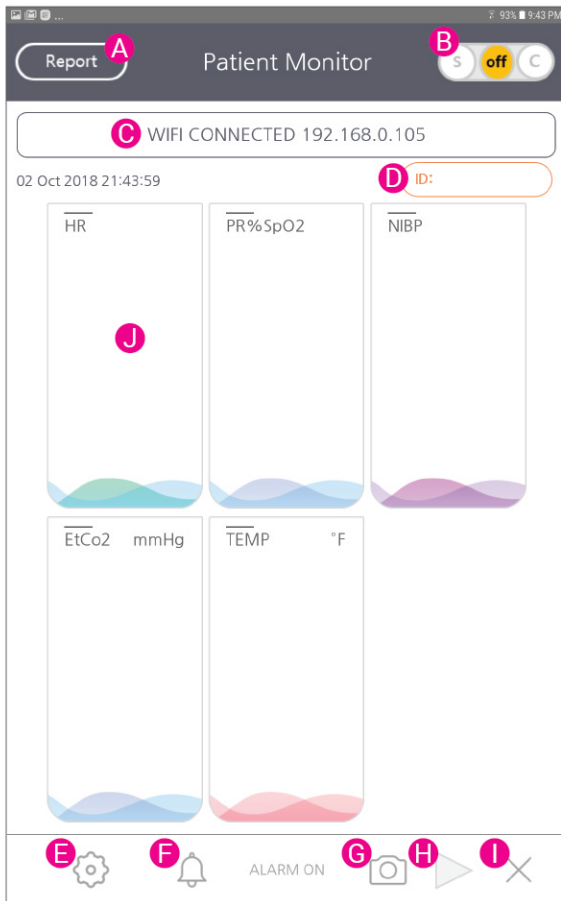 ... 93% 9:43 PM
A Report Patient Monitor B S off C
C WIFI CONNECTED 192.168.0.105
02 Oct 2018 21:43:59 D ID:
HR PR%SpO2 NIBP
J
EtCo2 mmHg TEMP °F
E F ALARM ON G H I